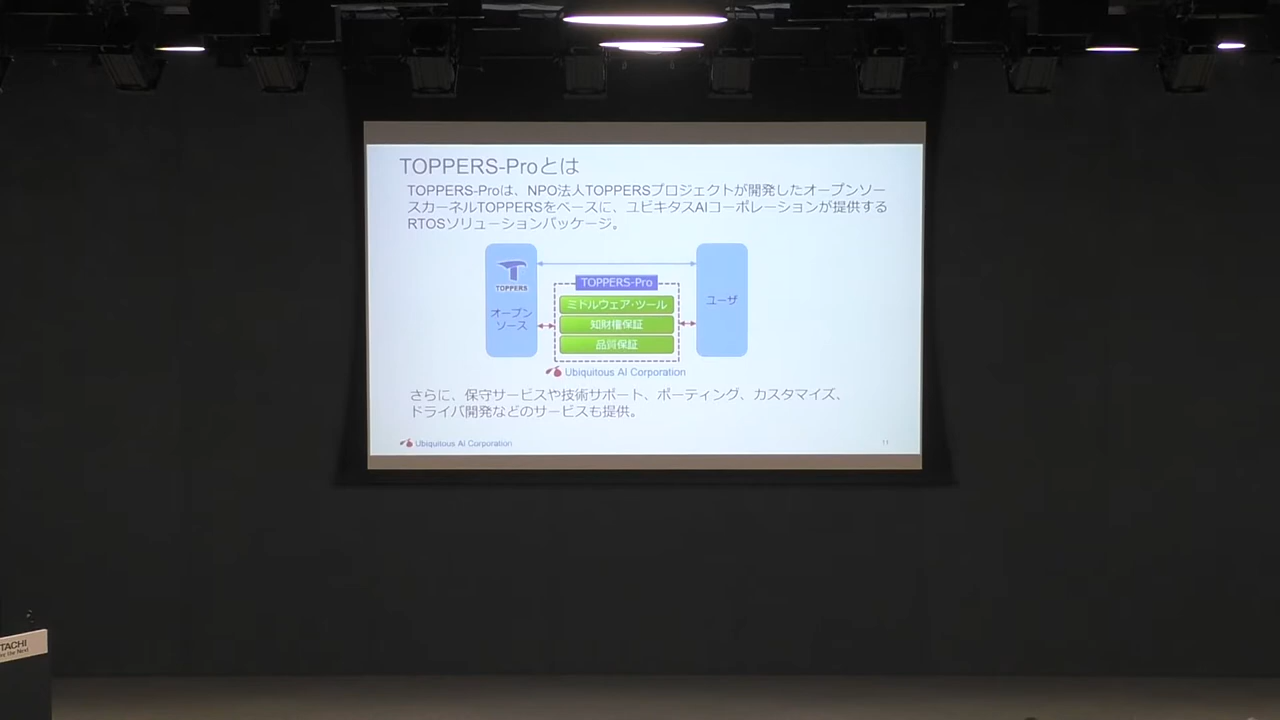 TOPPERS-Proとは
TOPPERS-Proは、NPO法人TOPPERSプロジェクトが開発したオープンソー
スカーネルTOPPERSをベースに、ユビキタスAIコーポレーションが提供する
RTOSソリューションパッケージ。
TOPPERS
オープン
ソース
TOPPERS-Pro
ミドルウェア・ツール
知財権保証
品質保証
ユーザ
Ubiquitous AI Corporation
さらに、保守サービスや技術サポート、ポーティング、カスタマイズ、
ドライバ開発などのサービスも提供。
Ubiquitous AI Corporation
11
TACHI
the Next